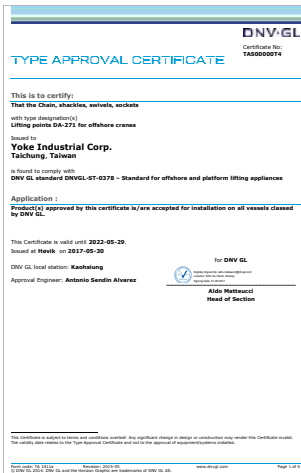 DNV·GL
Certificate No:
TAS00000T4
TYPE APPROVAL CERTIFICATE
This is to certify:
That the Chain, shackles, swivels, sockets
with type designation(s)
Lifting points DA-271 for offshore cranes
Issued to
Yoke Industrial Corp.
Taichung, Taiwan
is found to comply with
DNV GL standard DNVGL-ST-0378 – Standard for offshore and platform lifting appliances
Application :
Product(s) approved by this certificate is/are accepted for installation on all vessels classed
by DNV GL.
This Certificate is valid until 2022-05-29.
Issued at Høvik on 2017-05-30
for DNV GL
DNV GL local station: Kaohsiung
Approval Engineer: Antonio Sendin Alvarez
Aldo Matteucci
Head of Section
This Certificate is subject to terms and conditions overleaf. Any significant change in design or construction may render this Certificate invalid.
The validity date relates to the Type Approval Certificate and not to the approval of equipment/systems installed.
Form code: TA 1411a
Revision: 2015-05
www.dnvgl.com
Page 1 of 4
© DNV GL 2014. DNV GL and the Horizon Graphic are trademarks of DNV GL AS.